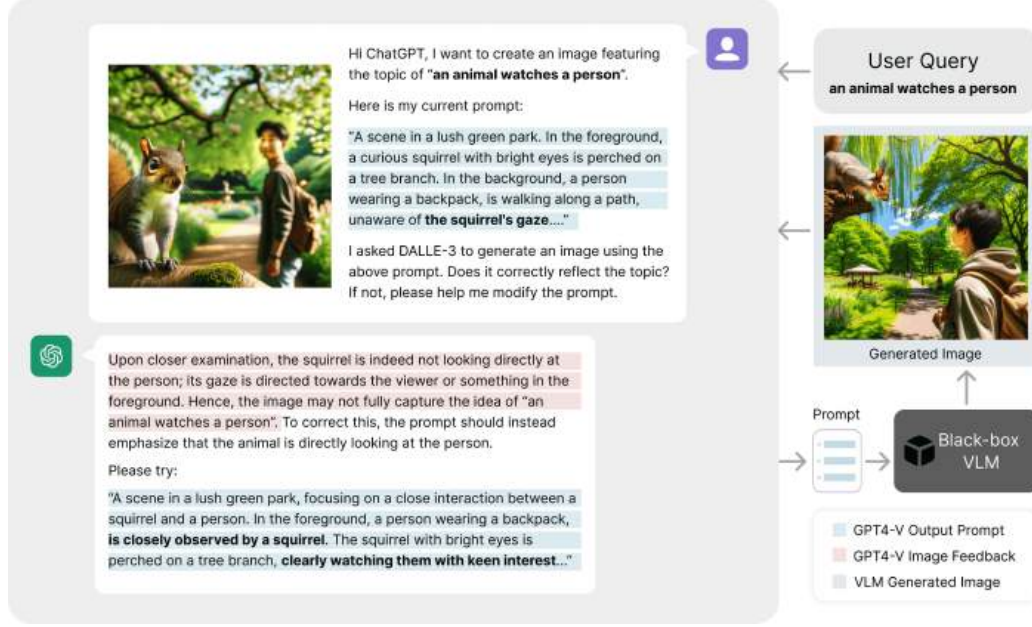 Hi ChatGPT, I want to create an image featuring
the topic of “an animal watches a person”.
Here is my current prompt:
"A scene in a lush green park. In the foreground,
a curious squirrel with bright eyes is perched on
a tree branch. In the background, a person
wearing a backpack, is walking along a path,
unaware of the squirrel's gaze...."
I asked DALLE-3 to generate an image using the
above prompt. Does it correctly reflect the topic?
If not, please help me modify the prompt.
Upon closer examination, the squirrel is indeed not looking directly at
the person; its gaze is directed towards the viewer or something in the
foreground. Hence, the image may not fully capture the idea of "an
animal watches a person". To correct this, the prompt should instead
emphasize that the animal is directly looking at the person.
Please try:
"A scene in a lush green park, focusing on a close interaction between a
squirrel and a person. In the foreground, a person wearing a backpack,
is closely observed by a squirrel. The squirrel with bright eyes is
perched on a tree branch, clearly watching them with keen interest..."
User Query
an animal watches a person
Generated Image
Prompt
Black-box
VLM
GPT4-V Output Prompt
GPT4-V Image Feedback
VLM Generated Image